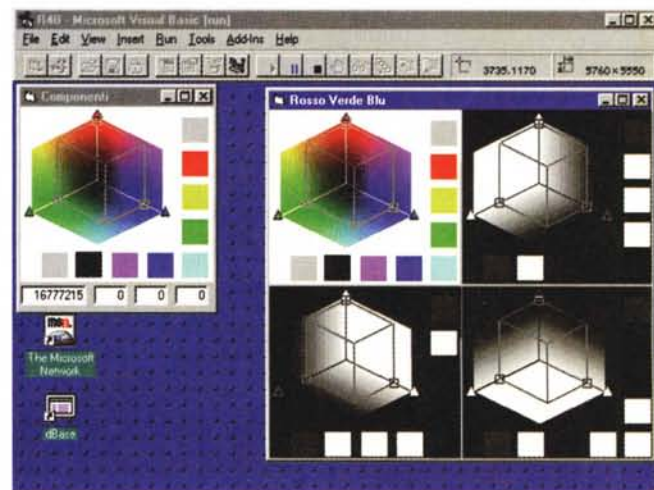 R4B - Microsoft Visual Basic [run]
File Edit View Insert Run Tools Add-Ins Help
3735,1170 5760×5550
Componenti
16777215 0 0 0
Rosso Verde Blu
The Microsoft
Network
dBase